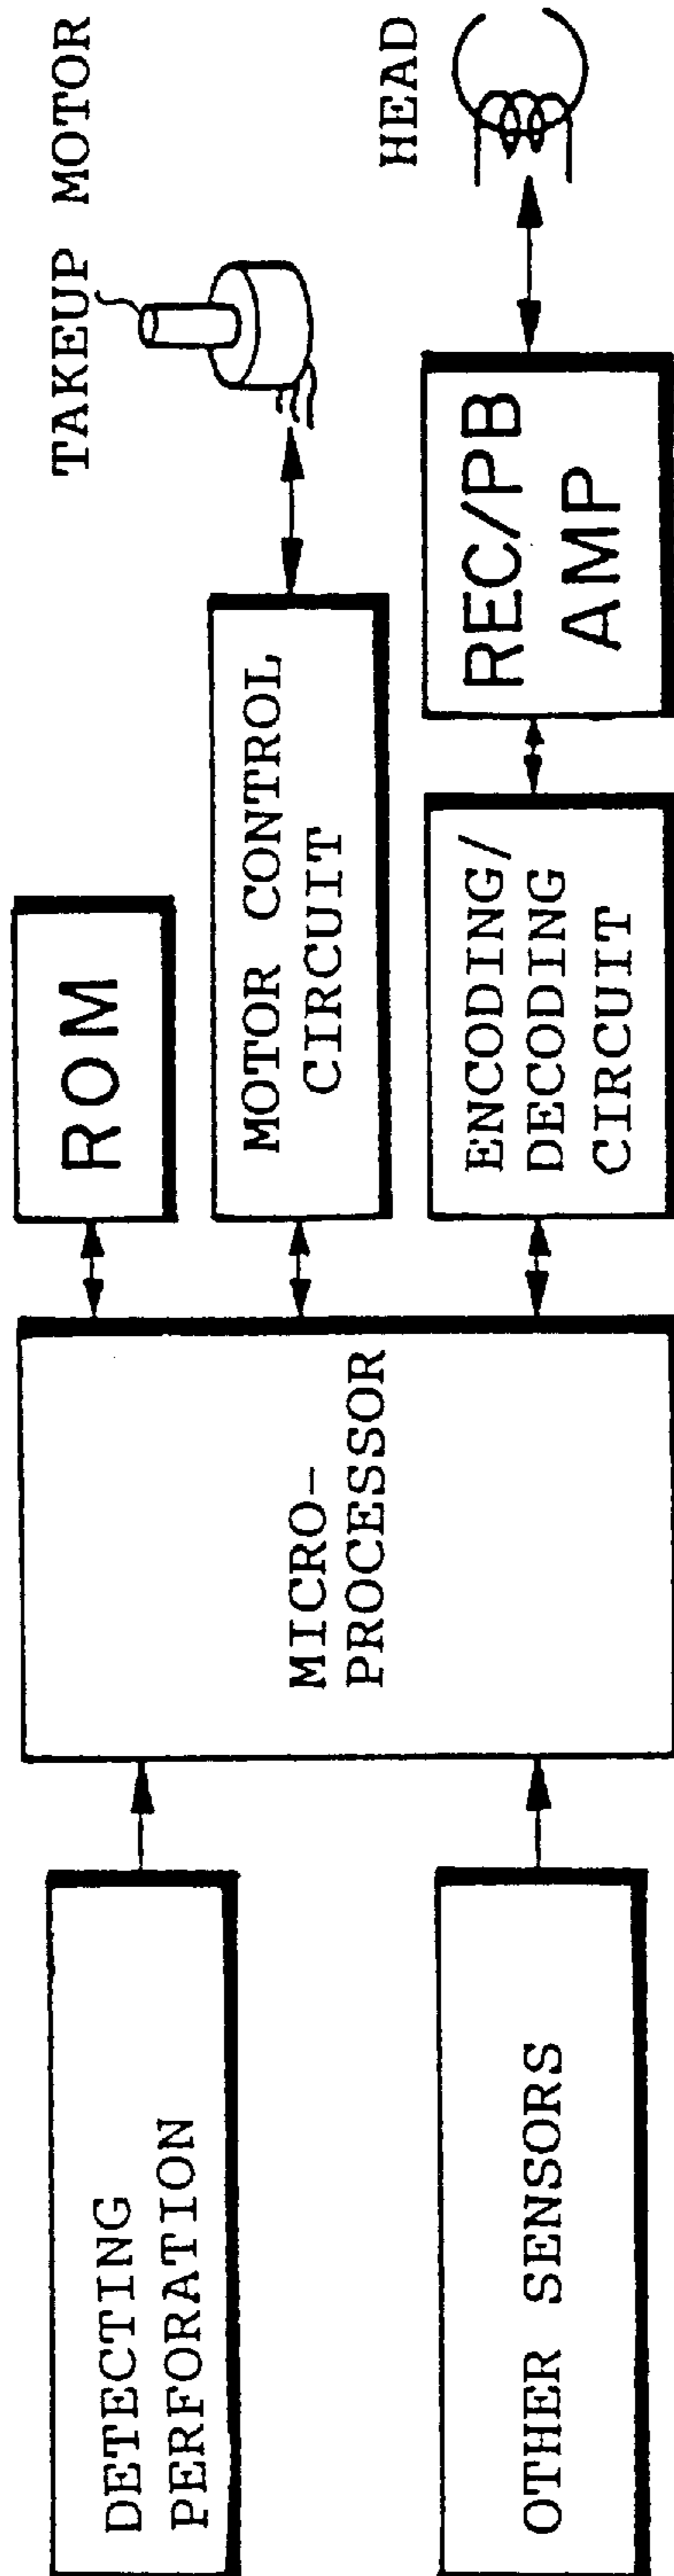 DETECTING
PERFORATION
OTHER SENSORS
MICRO-
PROCESSOR
ROM
MOTOR CONTROL
CIRCUIT
ENCODING/
DECODING
CIRCUIT
REC/PB
AMP
TAKEUP MOTOR
HEAD